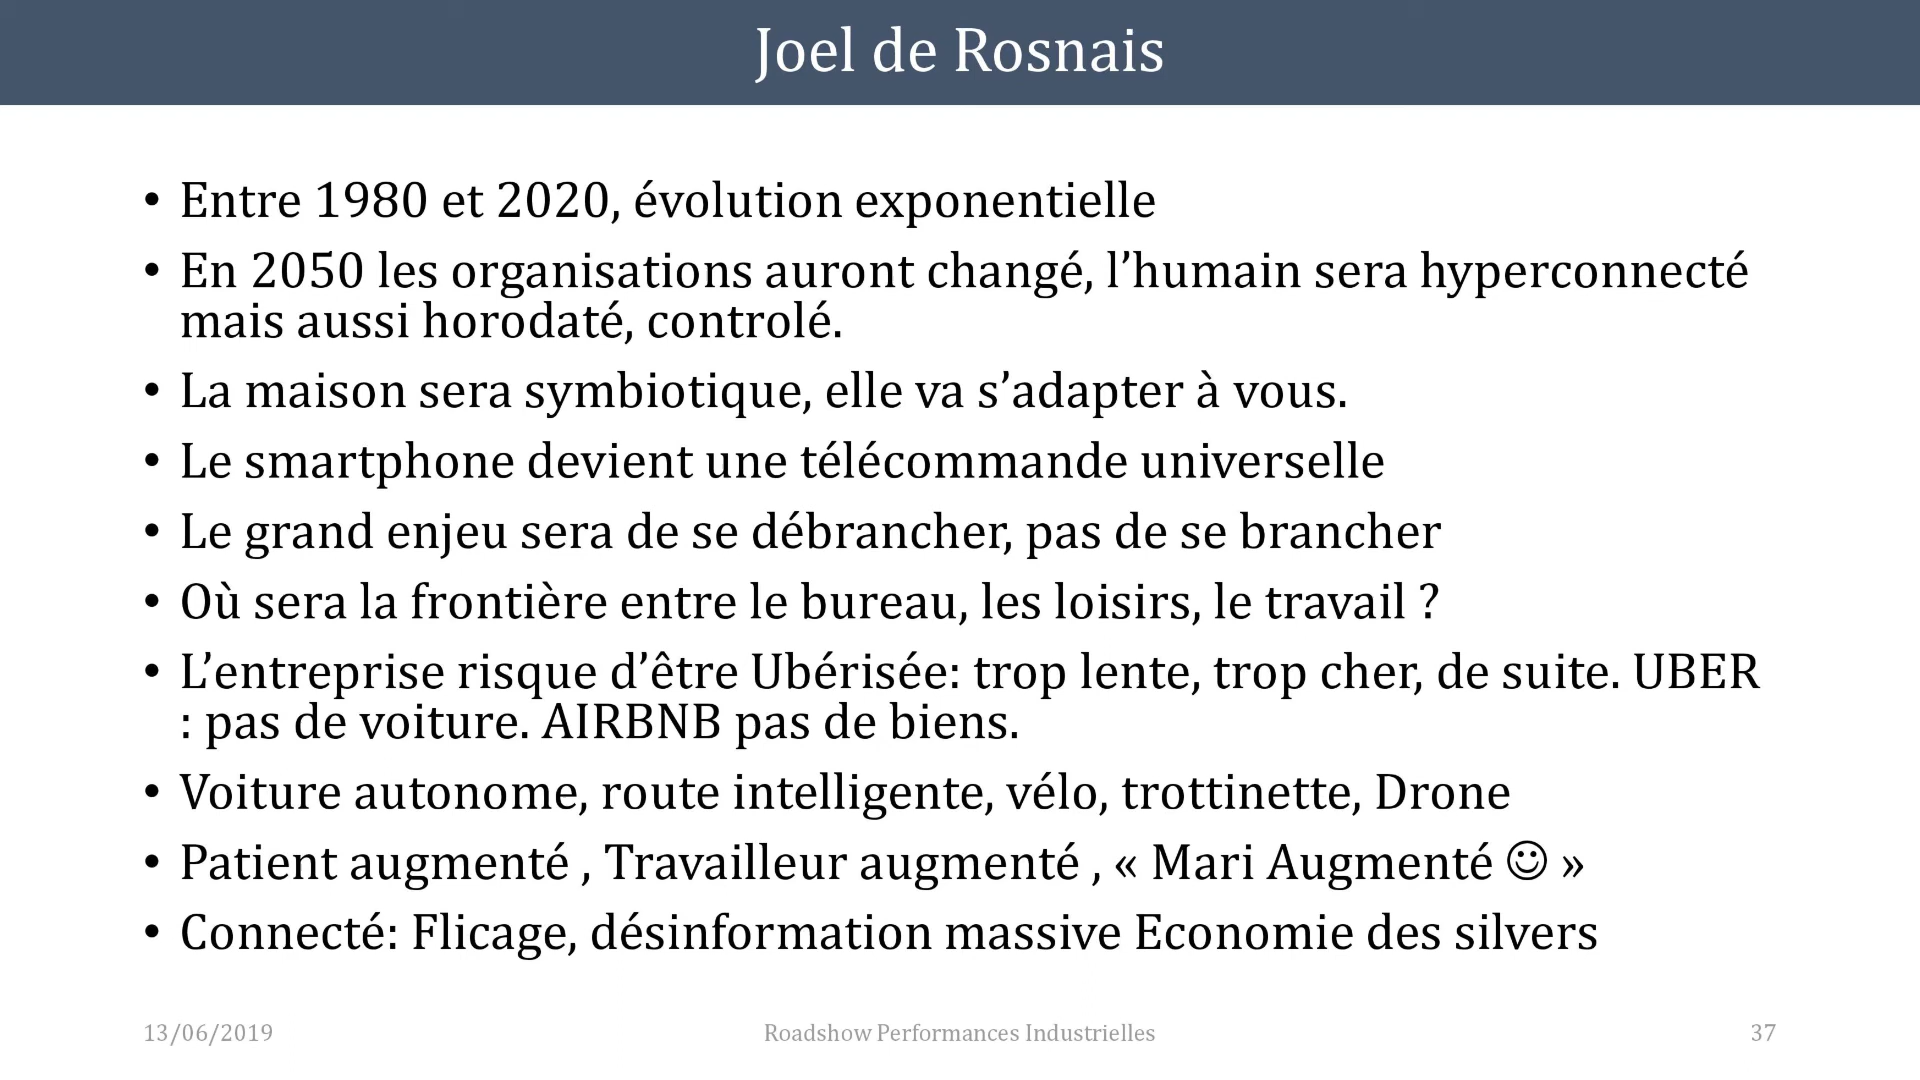 Joel de Rosnais
• Entre 1980 et 2020, évolution exponentielle
• En 2050 les organisations auront changé, l’humain sera hyperconnecté
mais aussi horodaté, controlé.
• La maison sera symbiotique, elle va s’adapter à vous.
• Le smartphone devient une télécommande universelle
• Le grand enjeu sera de se débrancher, pas de se brancher
• Où sera la frontière entre le bureau, les loisirs, le travail ?
• L’entreprise risque d’être Ubérisée: trop lente, trop cher, de suite. UBER
: pas de voiture. AIRBNB pas de biens.
• Voiture autonome, route intelligente, vélo, trottinette, Drone
• Patient augmenté , Travailleur augmenté , « Mari Augmenté ☺ »
• Connecté: Flicage, désinformation massive Economie des silvers
13/06/2019
Roadshow Performances Industrielles
37